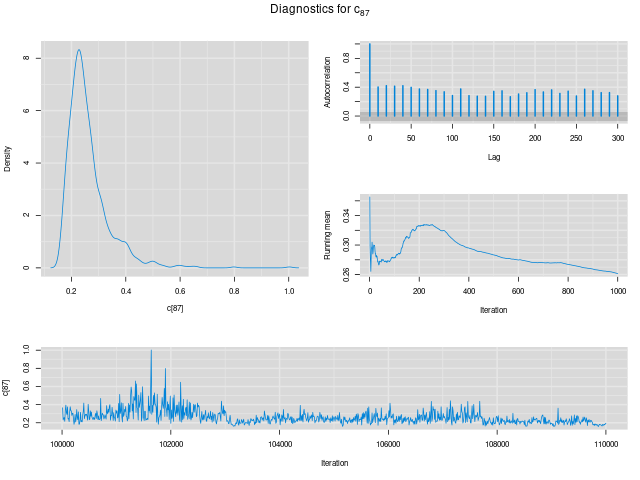 Diagnostics for c87
Density
0 2 4 6 8
0.2 0.4 0.6 0.8 1.0
c[87]
Autocorrelation
0.0 0.4 0.8
0 50 100 150 200 250 300
Lag
Running mean
0.26 0.30 0.34
0 200 400 600 800 1000
Iteration
c[87]
0.2 0.4 0.6 0.8 1.0
100000 102000 104000 106000 108000 110000
Iteration